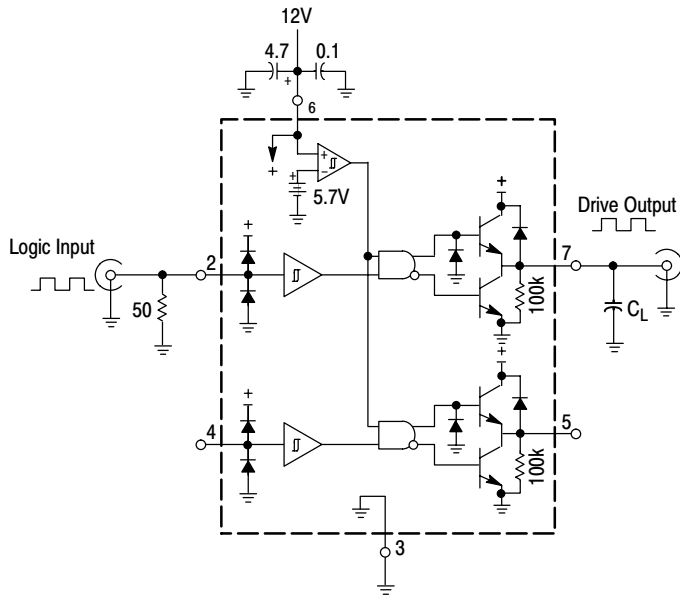 12V
4.7
0.1
+
6
+
+
−
+
5.7V
+
Drive Output
Logic Input
+
2
7
50
100k
CL
+
+
4
5
100k
3